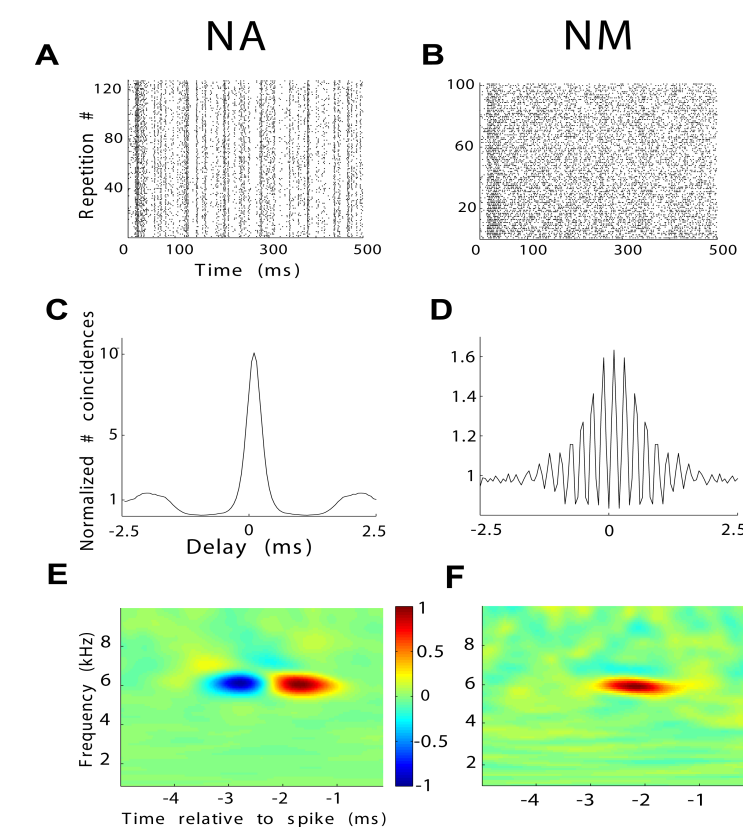 NA
NM
A
B
Repetition #
120
80
40
0 100 300 500
Time (ms)
100
60
20
0 100 300 500
C
D
Normalized # coincidences
10
5
1
-2.5 0 2.5
Delay (ms)
1.6
1.4
1.2
1
-2.5 0 2.5
E
F
Frequency (kHz)
8
6
4
2
-4 -3 -2 -1
Time relative to spike (ms)
1
0.5
0
-0.5
-1
8
6
4
2
-4 -3 -2 -1